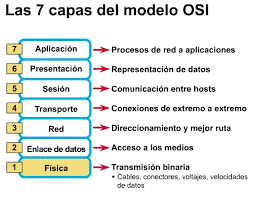 Las 7 capas del modelo OSI
7 Aplicación Procesos de red a aplicaciones
6 Presentación Representación de datos
5 Sesión Comunicación entre hosts
4 Transporte Conexiones de extremo a extremo
3 Red Direccionamiento y mejor ruta
2 Enlace de datos Acceso a los medios
1 Física Transmisión binaria
• Cables, conectores, voltajes, velocidades
de datos